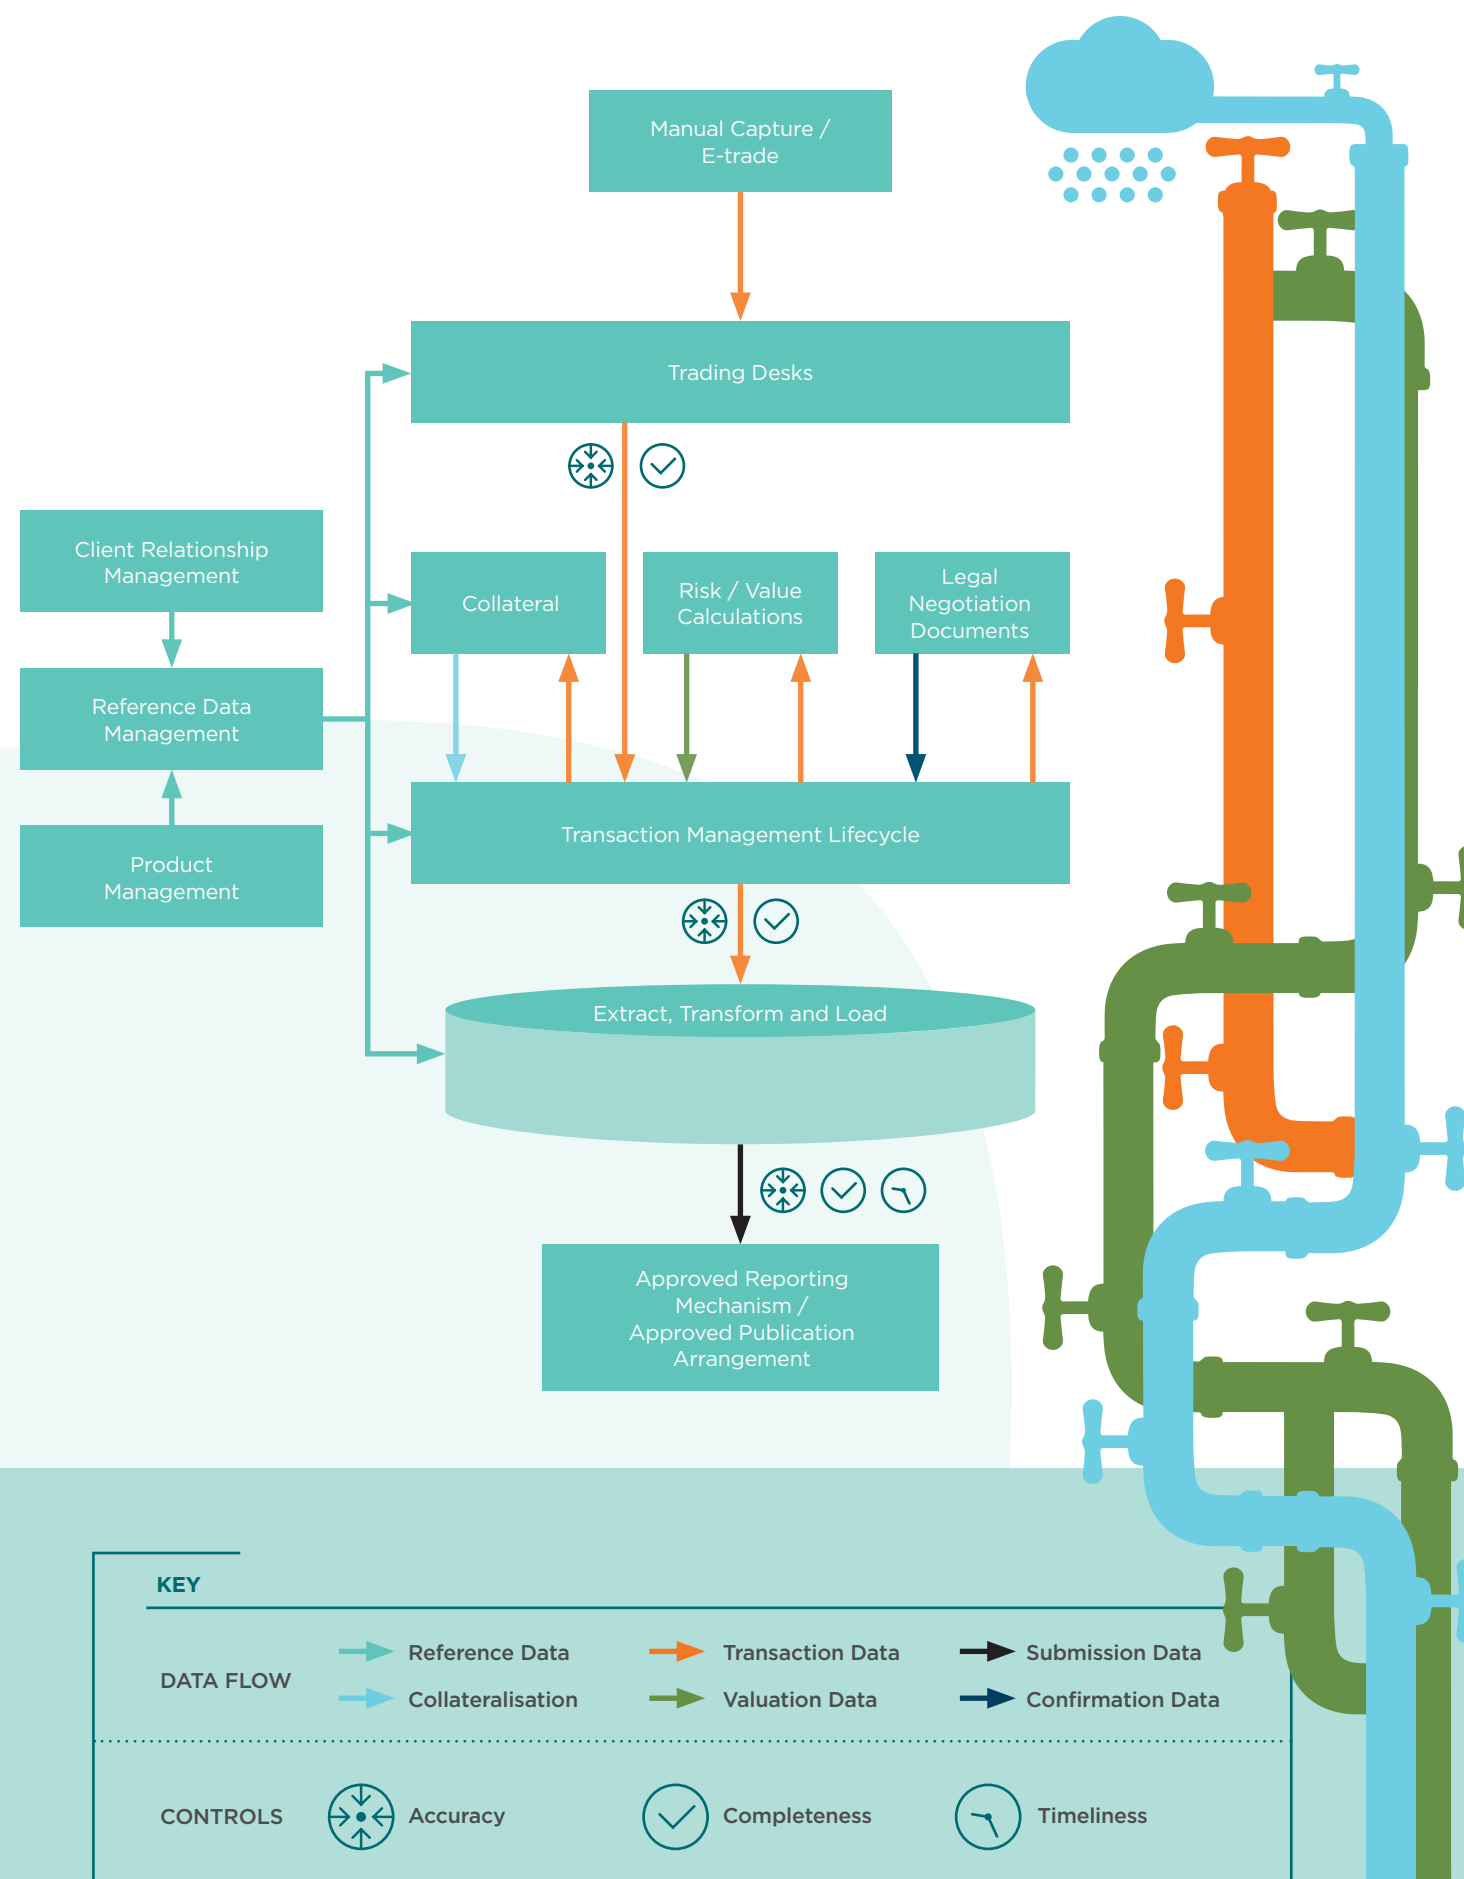 Manual Capture /
E-trade
Trading Desks
Client Relationship
Management
Collateral
Risk / Value
Calculations
Legal
Negotiation
Documents
Reference Data
Management
Product
Management
Transaction Management Lifecycle
Extract, Transform and Load
Approved Reporting
Mechanism /
Approved Publication
Arrangement
KEY
DATA FLOW
Reference Data
Transaction Data
Submission Data
Collateralisation
Valuation Data
Confirmation Data
CONTROLS
Accuracy
Completeness
Timeliness